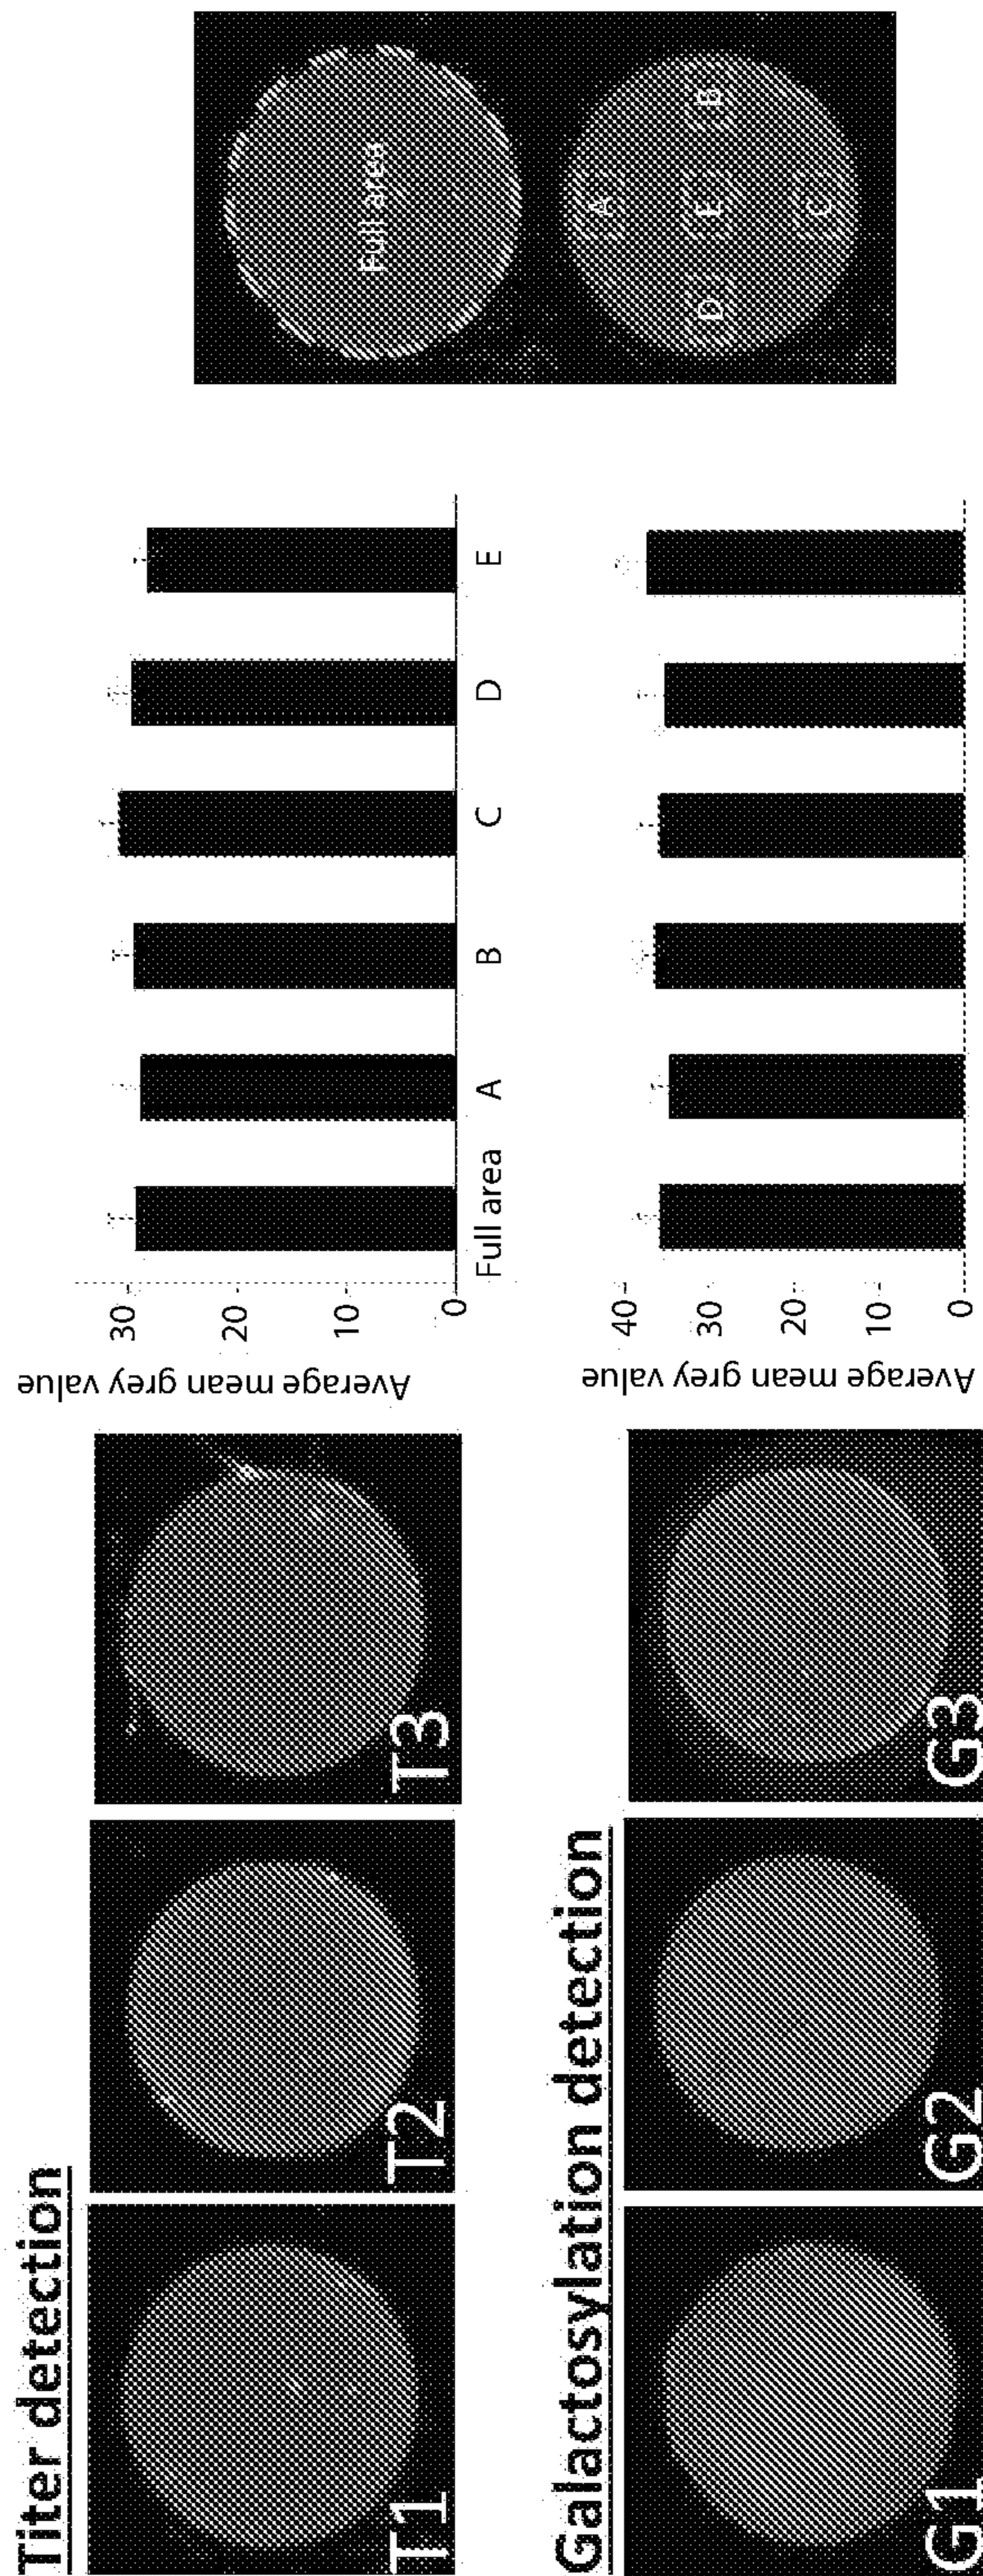 Titer detection
T1
T2
T3
Average mean grey value
30
20
10
0
Full area
A
B
C
D
E
Galactosylation detection
G1
G2
G3
Average mean grey value
40
30
20
10
0
Full area
A
D
E
B
C